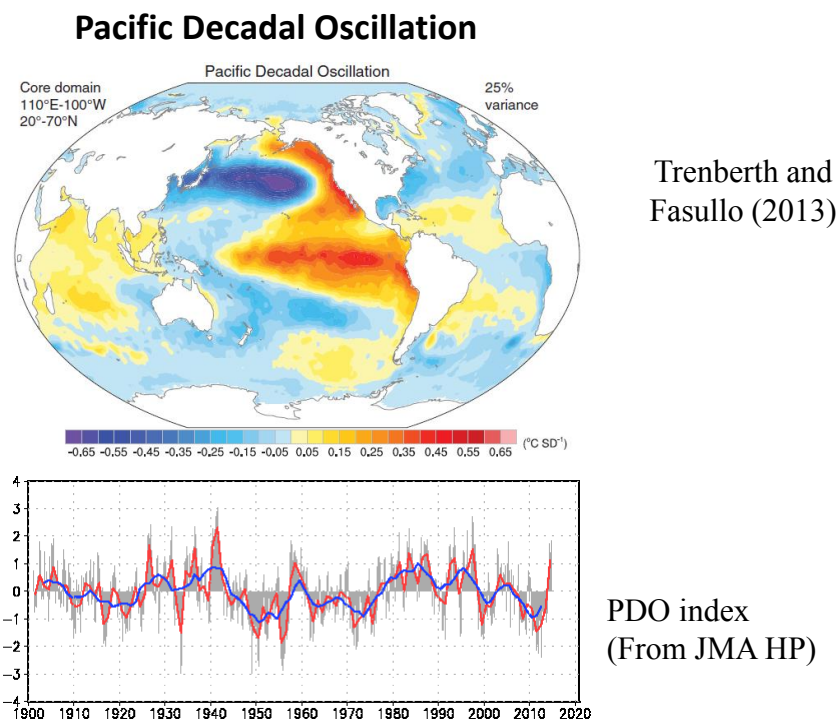 Pacific Decadal Oscillation
Pacific Decadal Oscillation
Core domain
110°E-100°W
20°-70°N
25%
variance
Trenberth and
Fasullo (2013)
-0.65 -0.55 -0.45 -0.35 -0.25 -0.15 -0.05 0.05 0.15 0.25 0.35 0.45 0.55 0.65 (°C SD⁻¹)
4
3
2
1
0
-1
-2
-3
-4
1900 1910 1920 1930 1940 1950 1960 1970 1980 1990 2000 2010 2020
PDO index
(From JMA HP)